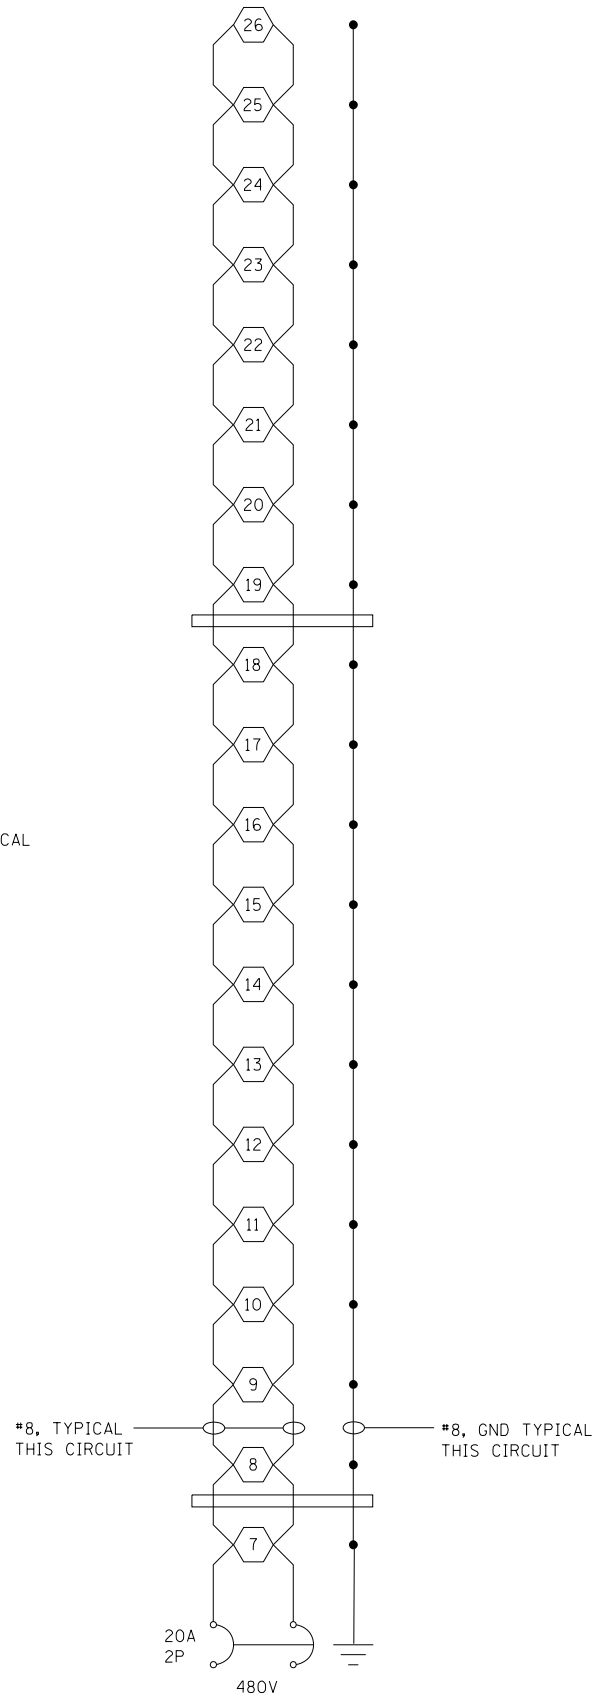 26
25
24
23
22
21
20
19
18
17
16
CAL
15
14
13
12
11
10
9
#8, TYPICAL
THIS CIRCUIT
#8, GND TYPICAL
THIS CIRCUIT
8
7
20A
2P
480V